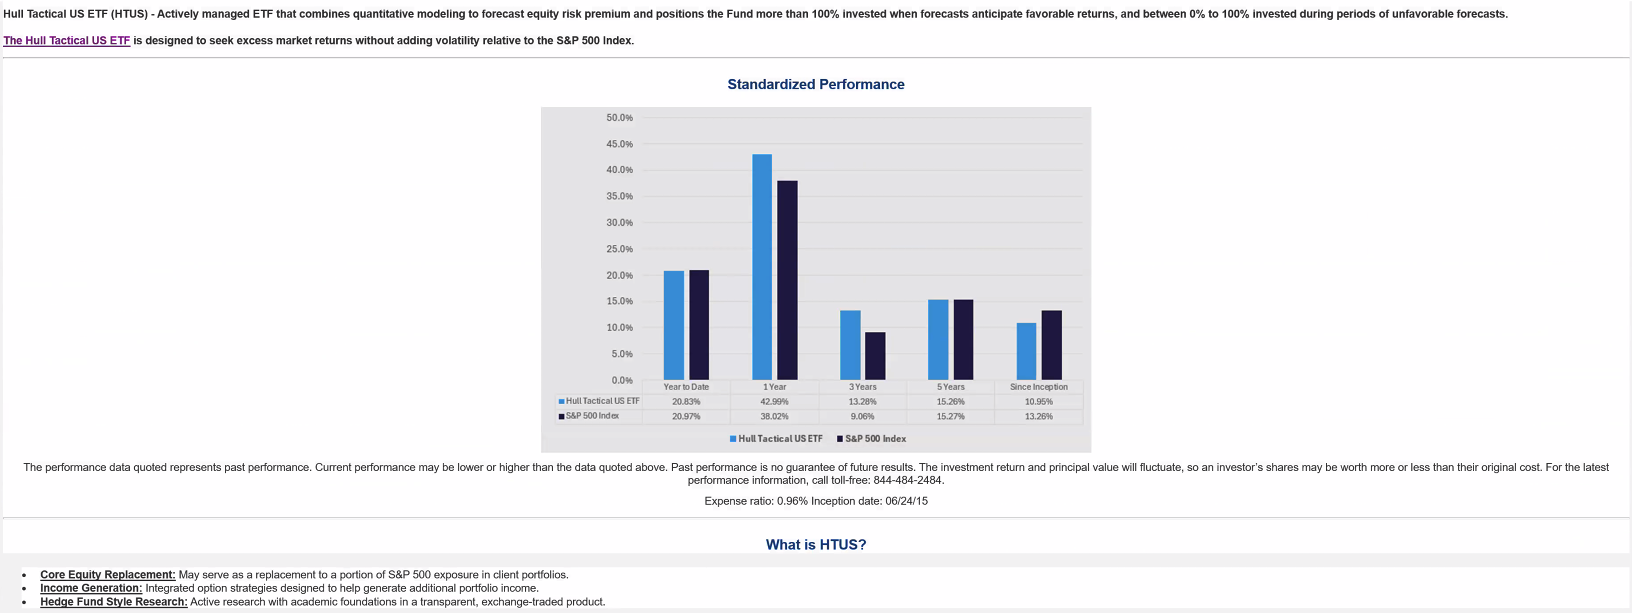 Hull Tactical US ETF (HTUS) - Actively managed ETF that combines quantitative modeling to forecast equity risk premium and positions the Fund more than 100% invested when forecasts anticipate favorable returns, and between 0% to 100% invested during periods of unfavorable forecasts.
The Hull Tactical US ETF is designed to seek excess market returns without adding volatility relative to the S&P 500 Index.
Standardized Performance
50.0%
45.0%
40.0%
35.0%
30.0%
25.0%
20.0%
15.0%
10.0%
5.0%
0.0%
Year to Date 1 Year 3 Years 5 Years Since Inception
Hull Tactical US ETF 20.83% 42.99% 13.28% 15.26% 10.95%
S&P 500 Index 20.97% 38.02% 9.06% 15.27% 13.26%
Hull Tactical US ETF S&P 500 Index
The performance data quoted represents past performance. Current performance may be lower or higher than the data quoted above. Past performance is no guarantee of future results. The investment return and principal value will fluctuate, so an investor's shares may be worth more or less than their original cost. For the latest
performance information, call toll-free: 844-484-2484.
Expense ratio: 0.96% Inception date: 06/24/15
What is HTUS?
• Core Equity Replacement: May serve as a replacement to a portion of S&P 500 exposure in client portfolios.
• Income Generation: Integrated option strategies designed to help generate additional portfolio income.
• Hedge Fund Style Research: Active research with academic foundations in a transparent, exchange-traded product.